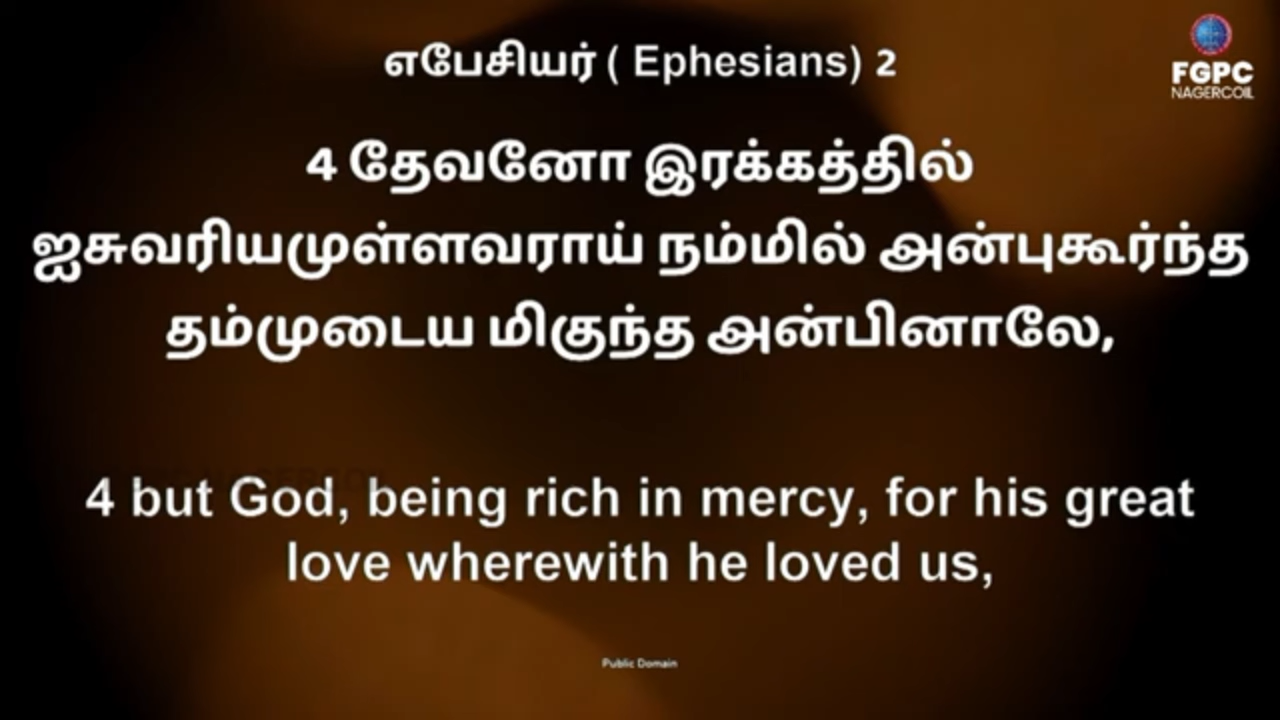 எபேசியர் ( Ephesians) 2
FGPC
NAGERCOIL
4 தேவனோ இரக்கத்தில்
ஐசுவரியமுள்ளவராய் நம்மில் அன்புகூர்ந்த
தம்முடைய மிகுந்த அன்பினாலே,
4 but God, being rich in mercy, for his great
love wherewith he loved us,
Public Domain